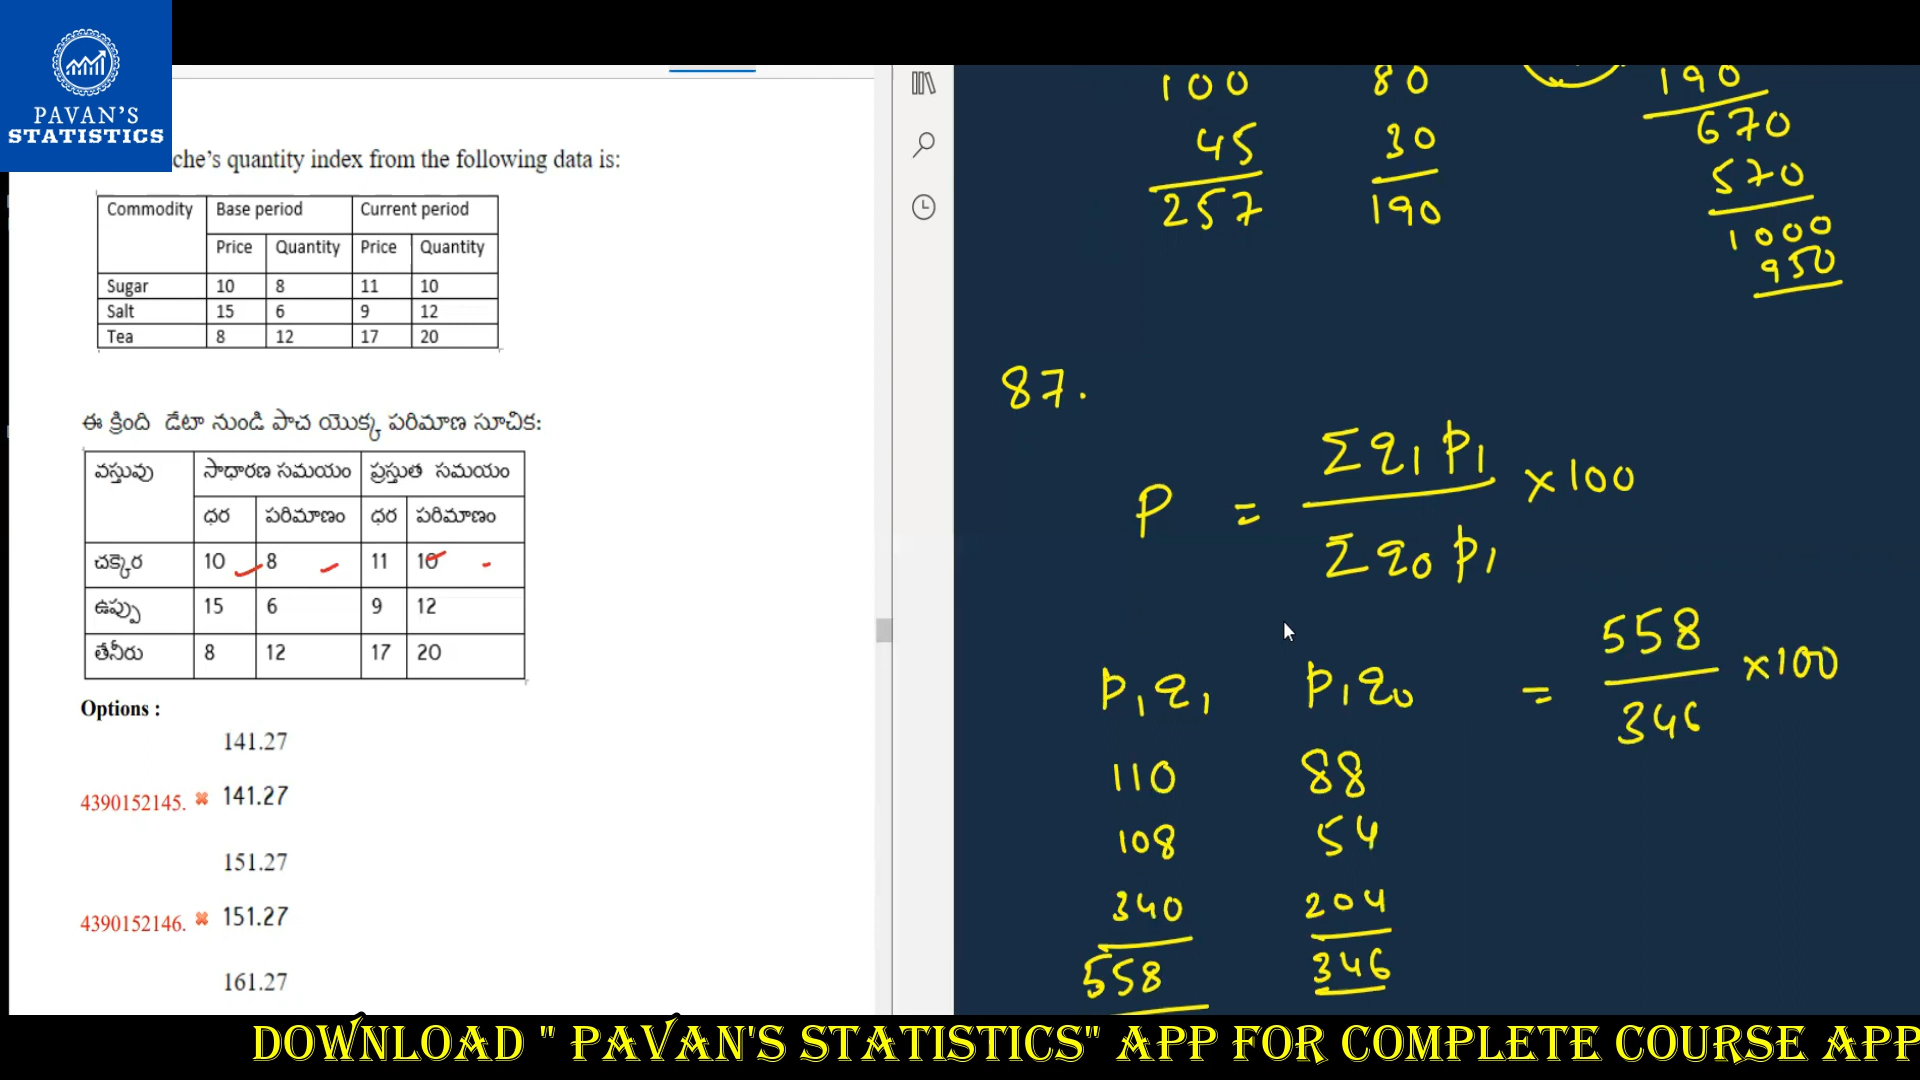 PAVAN'S
STATISTICS
che's quantity index from the following data is:
Commodity Base period Current period
Price Quantity Price Quantity
Sugar 10 8 11 10
Salt 15 6 9 12
Tea 8 12 17 20
ఈ క్రింది డేటా నుండి పాచ యొక్క పరిమాణ సూచిక:
వస్తువు సాధారణ సమయం ప్రస్తుత సమయం
ధర పరిమాణం ధర పరిమాణం
చక్కెర 10 8 11 10
ఉప్పు 15 6 9 12
తేనీరు 8 12 17 20
Options :
141.27
4390152145. ✖ 141.27
151.27
4390152146. ✖ 151.27
161.27
100 80
45 30
257 190
190
670
570
1000
950
87.
P = Σq₁p₁ / Σq₀p₁ ×100
p₁q₁ p₁q₀
= 558 / 346 ×100
110 88
108 54
340 204
558 346
DOWNLOAD " PAVAN'S STATISTICS" APP FOR COMPLETE COURSE APP